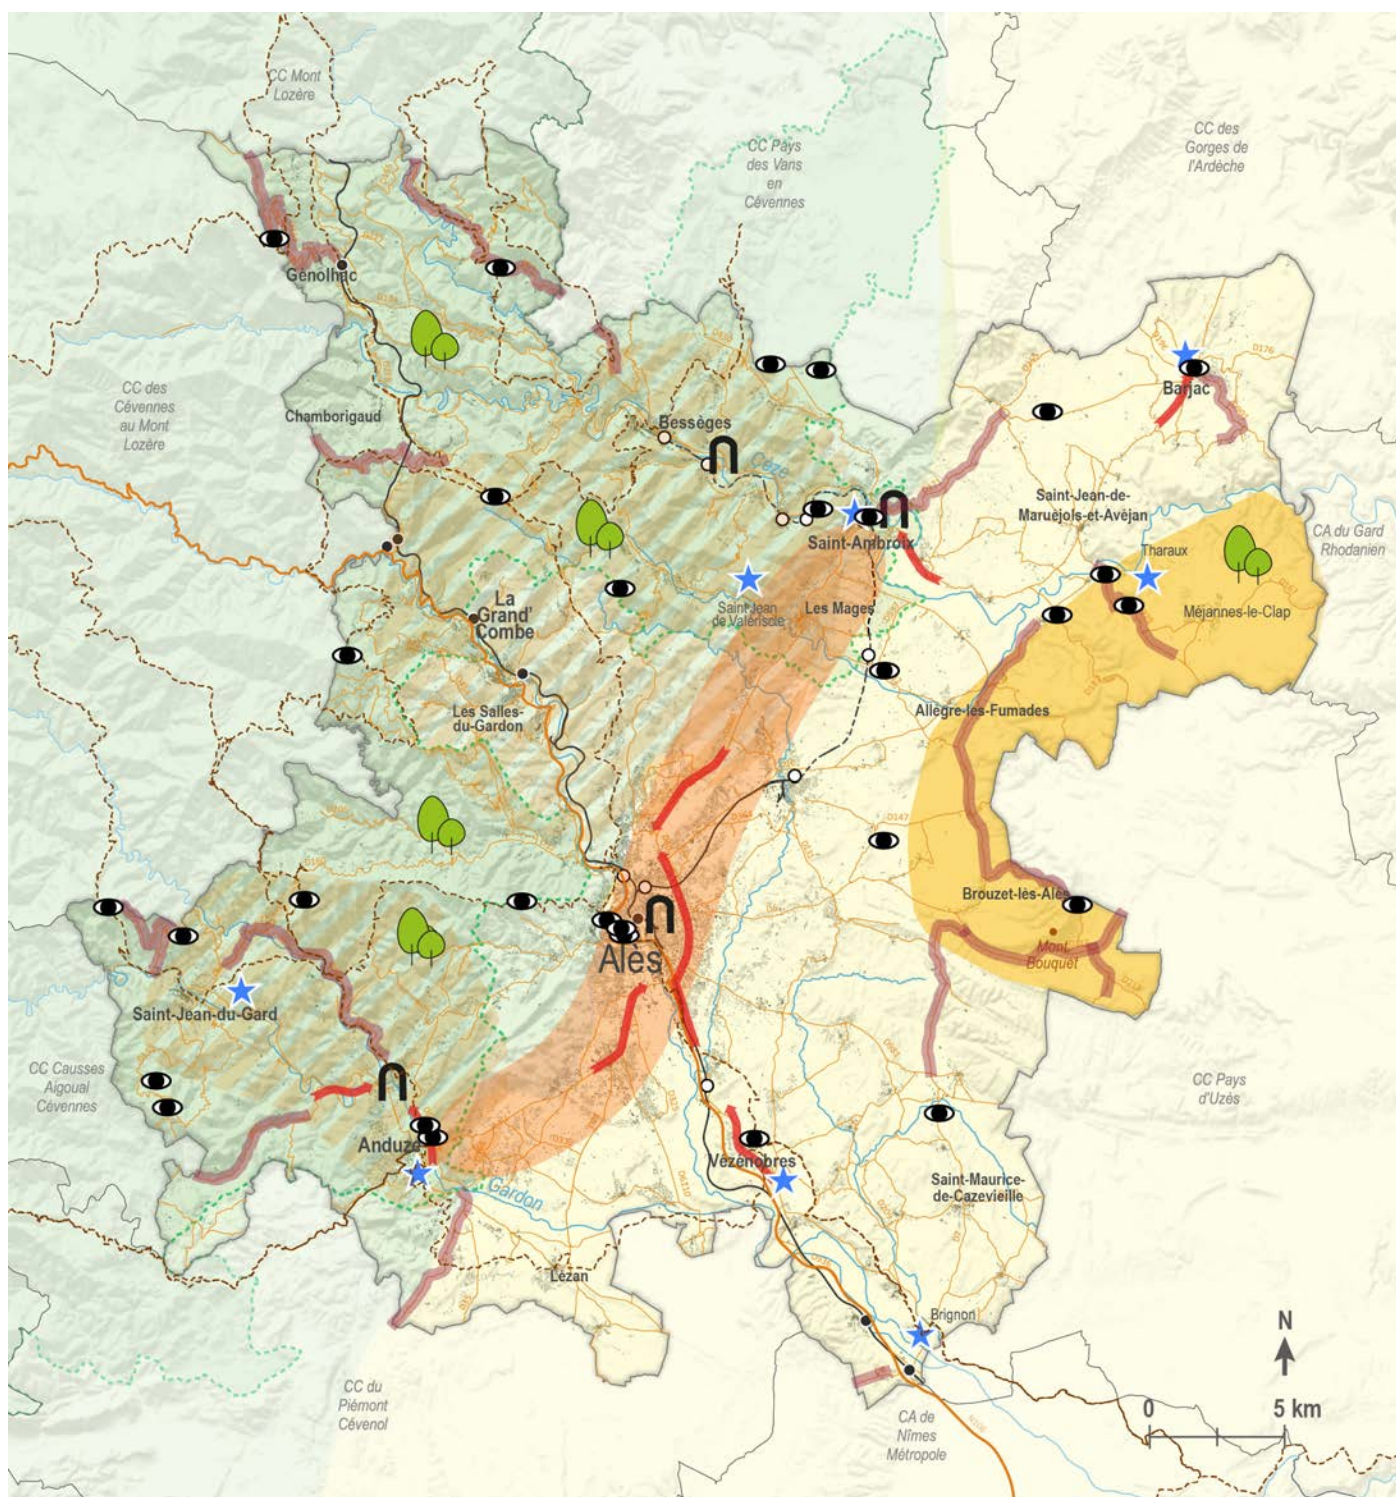 CC Mont
Lozère
CC Pays
des Vans
en
Cévennes
CC des
Gorges de
l'Ardèche
Génolhac
CC des
Cévennes
au Mont
Lozère
Chamborigaud
Bessèges
Cèze
D176
Barjac
Saint-Jean-de-
Maruéjols-et-Avéjan
CA du Gard
Rhodanien
Saint-Ambroix
Tharaux
Méjannes-le-Clap
La
Grand'
Combe
Saint Jean
de Valériscle
Les Mages
Les Salles-
du-Gardon
Allègre-les-Fumades
D147
Brouzet-lès-Alès
Mont
Bouquet
Alès
Saint-Jean-du-Gard
CC Causses
Aigoual
Cévennes
CC Pays
d'Uzès
Anduze
Vézénobres
Gardon
Saint-Maurice-
de-Cazevieille
Lézan
Brignon
N
0
5 km
CC du
Piémont
Cévenol
CA de
Nîmes
Métropole